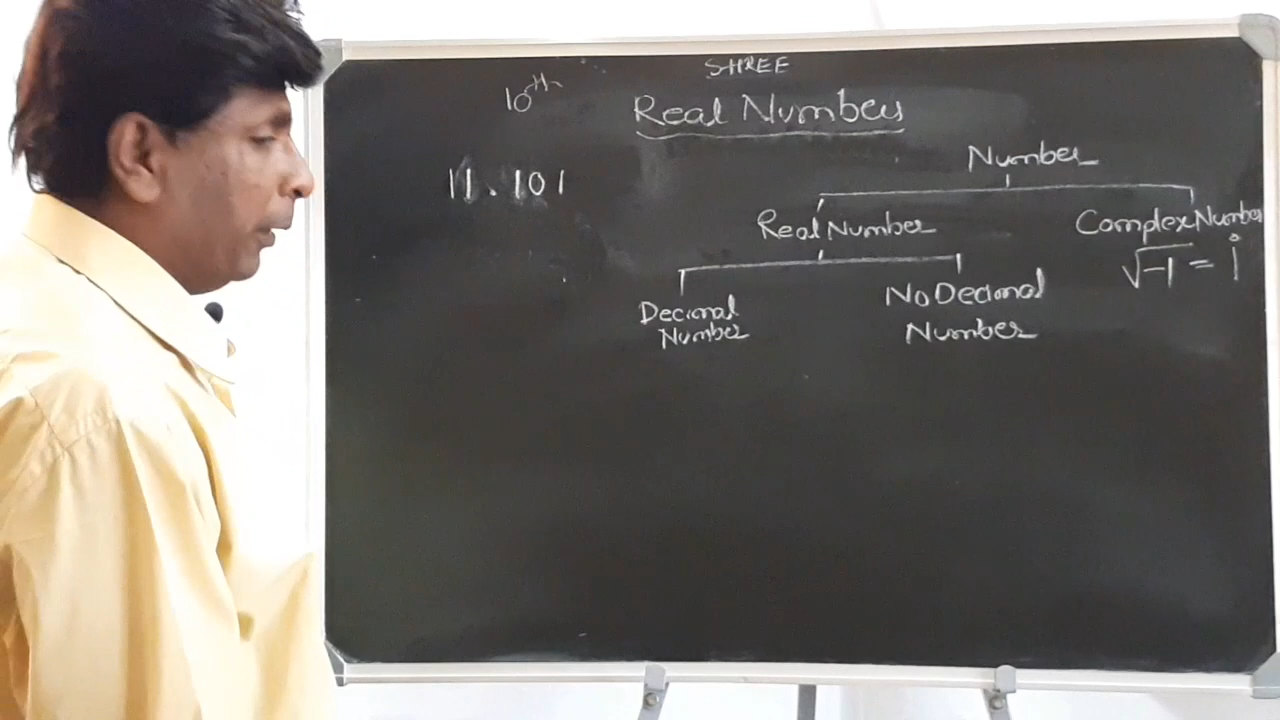 SHREE
10th
Real Numbers
Number
11.101
Real Number
Complex Number
√-1 = i
Decimal
Number
No Decimal
Number